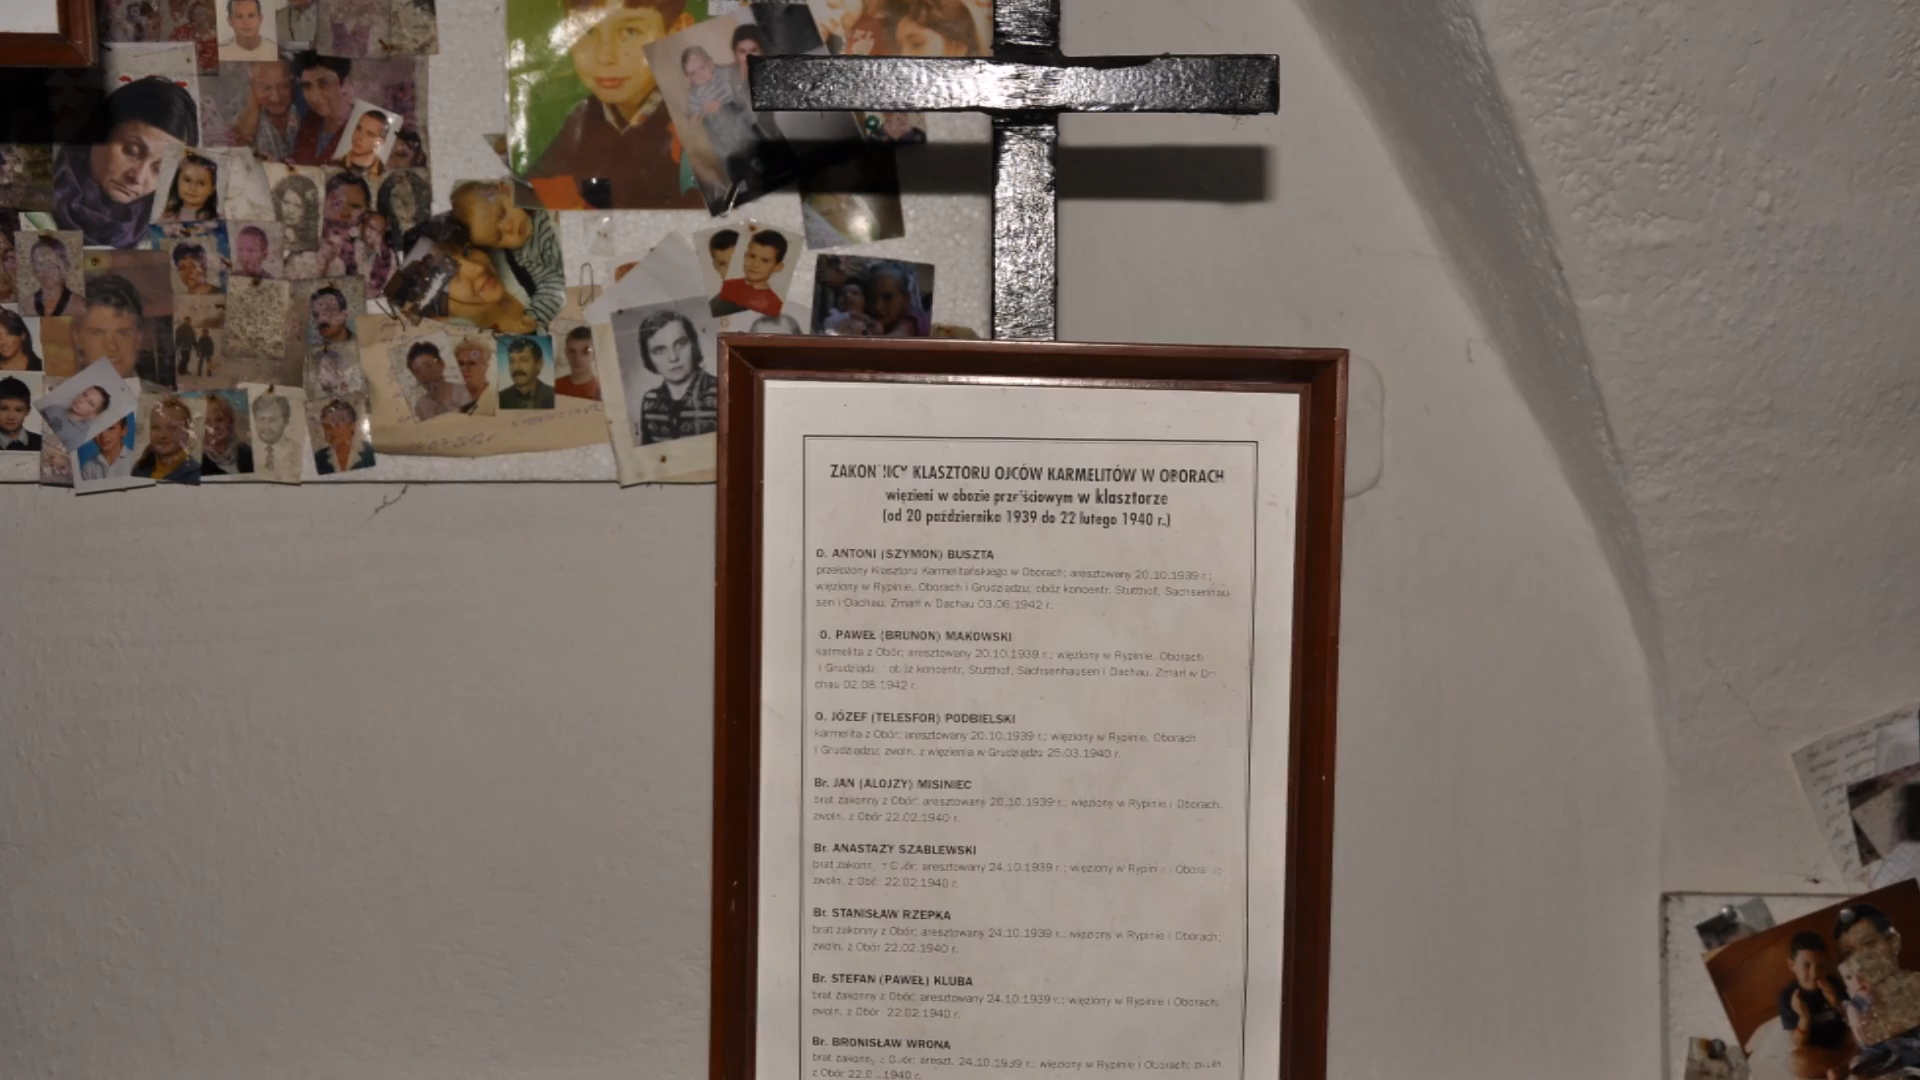 ZAKONNICY KLASZTORU OJCÓW KARMELITÓW W OBORACH
więzieni w obozie przejściowym w klasztorze
(od 20 października 1939 do 22 lutego 1940 r.)
O. ANTONI (SZYMON) BUSZTA
przełożony Klasztoru Karmelitańskiego w Oborach; aresztowany 20.10.1939 r.;
więziony w Rypinie, Oborach i Grudziądzu; obóz koncentr. Stutthof, Sachsenhau-
sen i Dachau. Zmarł w Dachau 03.06.1942 r.
O. PAWEŁ (BRUNON) MAKOWSKI
karmelita z Obór; aresztowany 20.10.1939 r.; więziony w Rypinie, Oborach
i Grudziądzu; obóz koncentr. Stutthof, Sachsenhausen i Dachau. Zmarł w Da-
chau 02.08.1942 r.
O. JÓZEF (TELESFOR) PODBIELSKI
karmelita z Obór; aresztowany 20.10.1939 r.; więziony w Rypinie, Oborach
i Grudziądzu; zwoln. z więzienia w Grudziądzu 25.03.1940 r.
Br. JAN (ALOJZY) MISINIEC
brat zakonny z Obór; aresztowany 20.10.1939 r.; więziony w Rypinie i Oborach;
zwoln. z Obór 22.02.1940 r.
Br. ANASTAZY SZABLEWSKI
brat zakonny z Obór; aresztowany 24.10.1939 r.; więziony w Rypinie i Oborach;
zwoln. z Obór 22.02.1940 r.
Br. STANISŁAW RZEPKA
brat zakonny z Obór; aresztowany 24.10.1939 r.; więziony w Rypinie i Oborach;
zwoln. z Obór 22.02.1940 r.
Br. STEFAN (PAWEŁ) KLUBA
brat zakonny z Obór; aresztowany 24.10.1939 r.; więziony w Rypinie i Oborach;
zwoln. z Obór 22.02.1940 r.
Br. BRONISŁAW WRONA
brat zakonny z Obór; areszt. 24.10.1939 r.; więziony w Rypinie i Oborach; zwoln.
z Obór 22.02.1940 r.